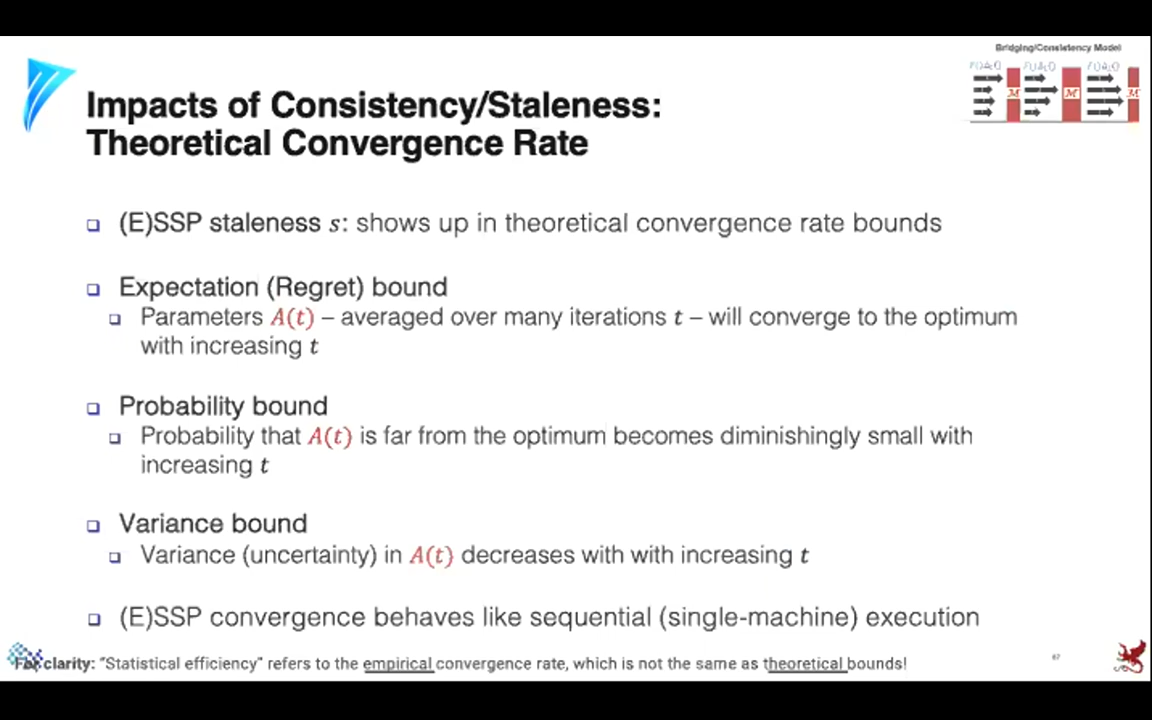 Bridging/Consistency Model
Impacts of Consistency/Staleness:
Theoretical Convergence Rate
(E)SSP staleness s: shows up in theoretical convergence rate bounds
Expectation (Regret) bound
Parameters A(t) – averaged over many iterations t – will converge to the optimum
with increasing t
Probability bound
Probability that A(t) is far from the optimum becomes diminishingly small with
increasing t
Variance bound
Variance (uncertainty) in A(t) decreases with with increasing t
(E)SSP convergence behaves like sequential (single-machine) execution
For clarity: "Statistical efficiency" refers to the empirical convergence rate, which is not the same as theoretical bounds!